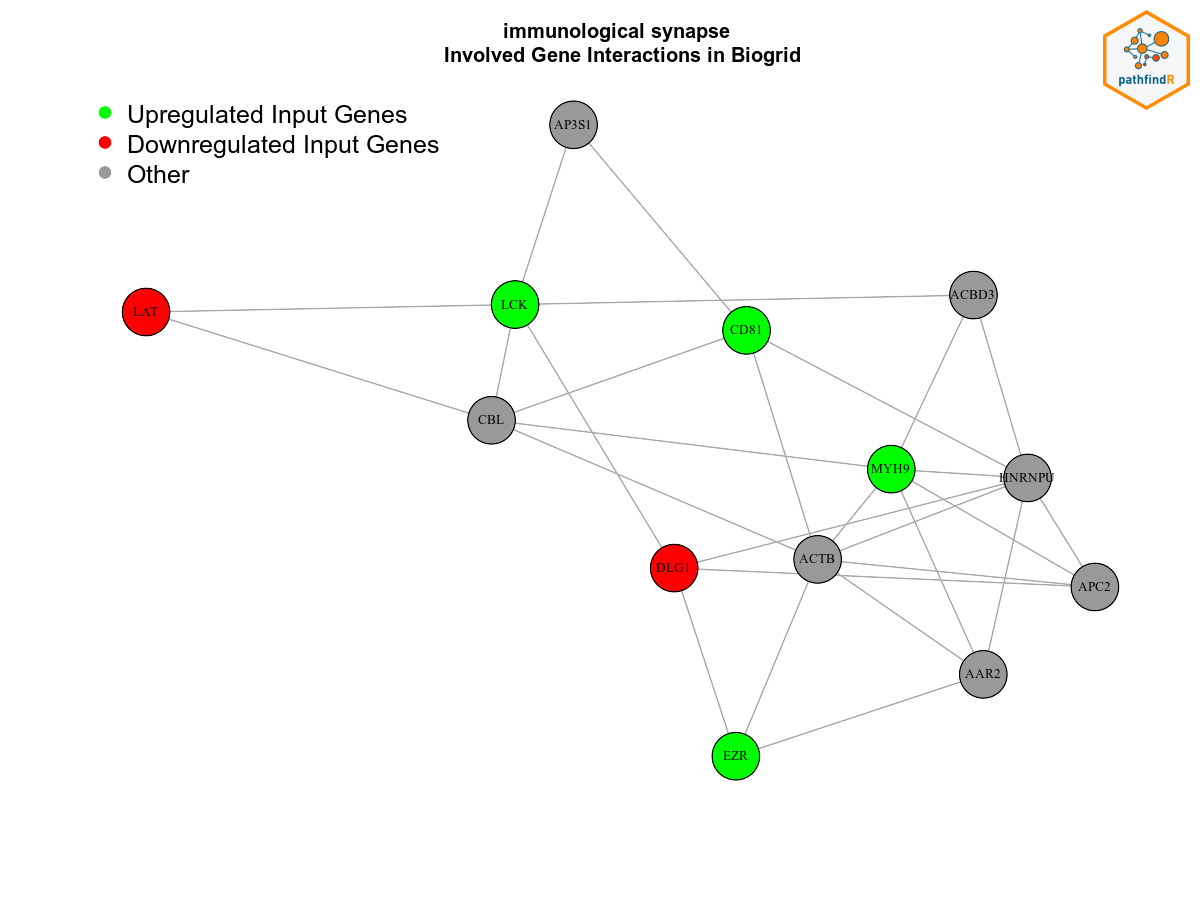 immunological synapse
Involved Gene Interactions in Biogrid
pathfindR
Upregulated Input Genes
Downregulated Input Genes
Other
AP3S1
LAT
LCK
ACBD3
CD81
CBL
MYH9
HNRNPU
DLG1
ACTB
APC2
AAR2
EZR